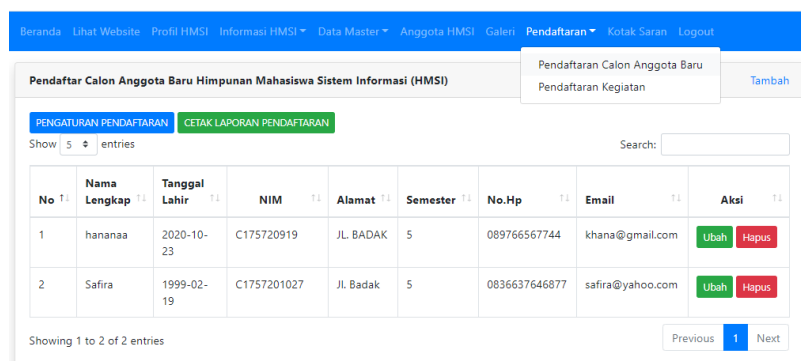 Beranda Lihat Website Profil HMSI Informasi HMSI Data Master Anggota HMSI Galeri Pendaftaran Kotak Saran Logout
Pendaftaran Calon Anggota Baru
Pendaftaran Kegiatan
Pendaftar Calon Anggota Baru Himpunan Mahasiswa Sistem Informasi (HMSI) Tambah
PENGATURAN PENDAFTARAN CETAK LAPORAN PENDAFTARAN
Show 5 entries Search:
No Nama Lengkap Tanggal Lahir NIM Alamat Semester No.Hp Email Aksi
1 hananaa 2020-10-23 C175720919 JL. BADAK 5 089766567744 khana@gmail.com Ubah Hapus
2 Safira 1999-02-19 C1757201027 Jl. Badak 5 0836637646877 safira@yahoo.com Ubah Hapus
Showing 1 to 2 of 2 entries Previous 1 Next